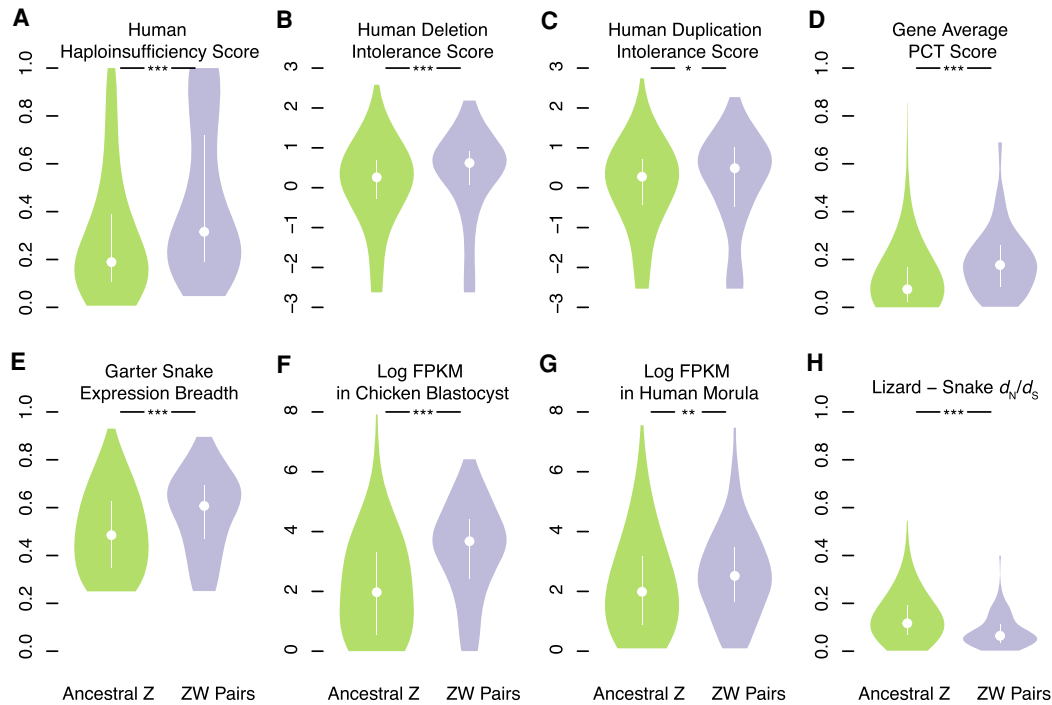 A
Human
Haploinsufficiency Score
***
1.0
0.8
0.6
0.4
0.2
0.0
B
Human Deletion
Intolerance Score
***
3
2
1
0
−1
−2
−3
C
Human Duplication
Intolerance Score
*
3
2
1
0
−1
−2
−3
D
Gene Average
PCT Score
***
1.0
0.8
0.6
0.4
0.2
0.0
E
Garter Snake
Expression Breadth
***
1.0
0.8
0.6
0.4
0.2
0.0
F
Log FPKM
in Chicken Blastocyst
***
8
6
4
2
0
G
Log FPKM
in Human Morula
**
8
6
4
2
0
H
Lizard − Snake dN/dS
***
1.0
0.8
0.6
0.4
0.2
0.0
Ancestral Z ZW Pairs
Ancestral Z ZW Pairs
Ancestral Z ZW Pairs
Ancestral Z ZW Pairs